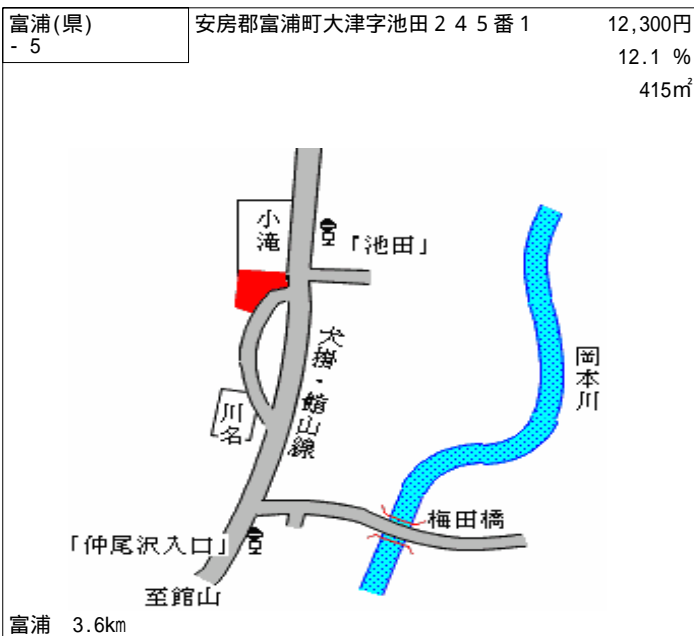 富浦(県)
- 5
安房郡富浦町大津字池田２４５番１
12,300円
12.1 %
415㎡
小滝
「池田」
犬掛・館山線
岡本川
川名
梅田橋
「仲尾沢入口」
至館山
富浦 3.6km